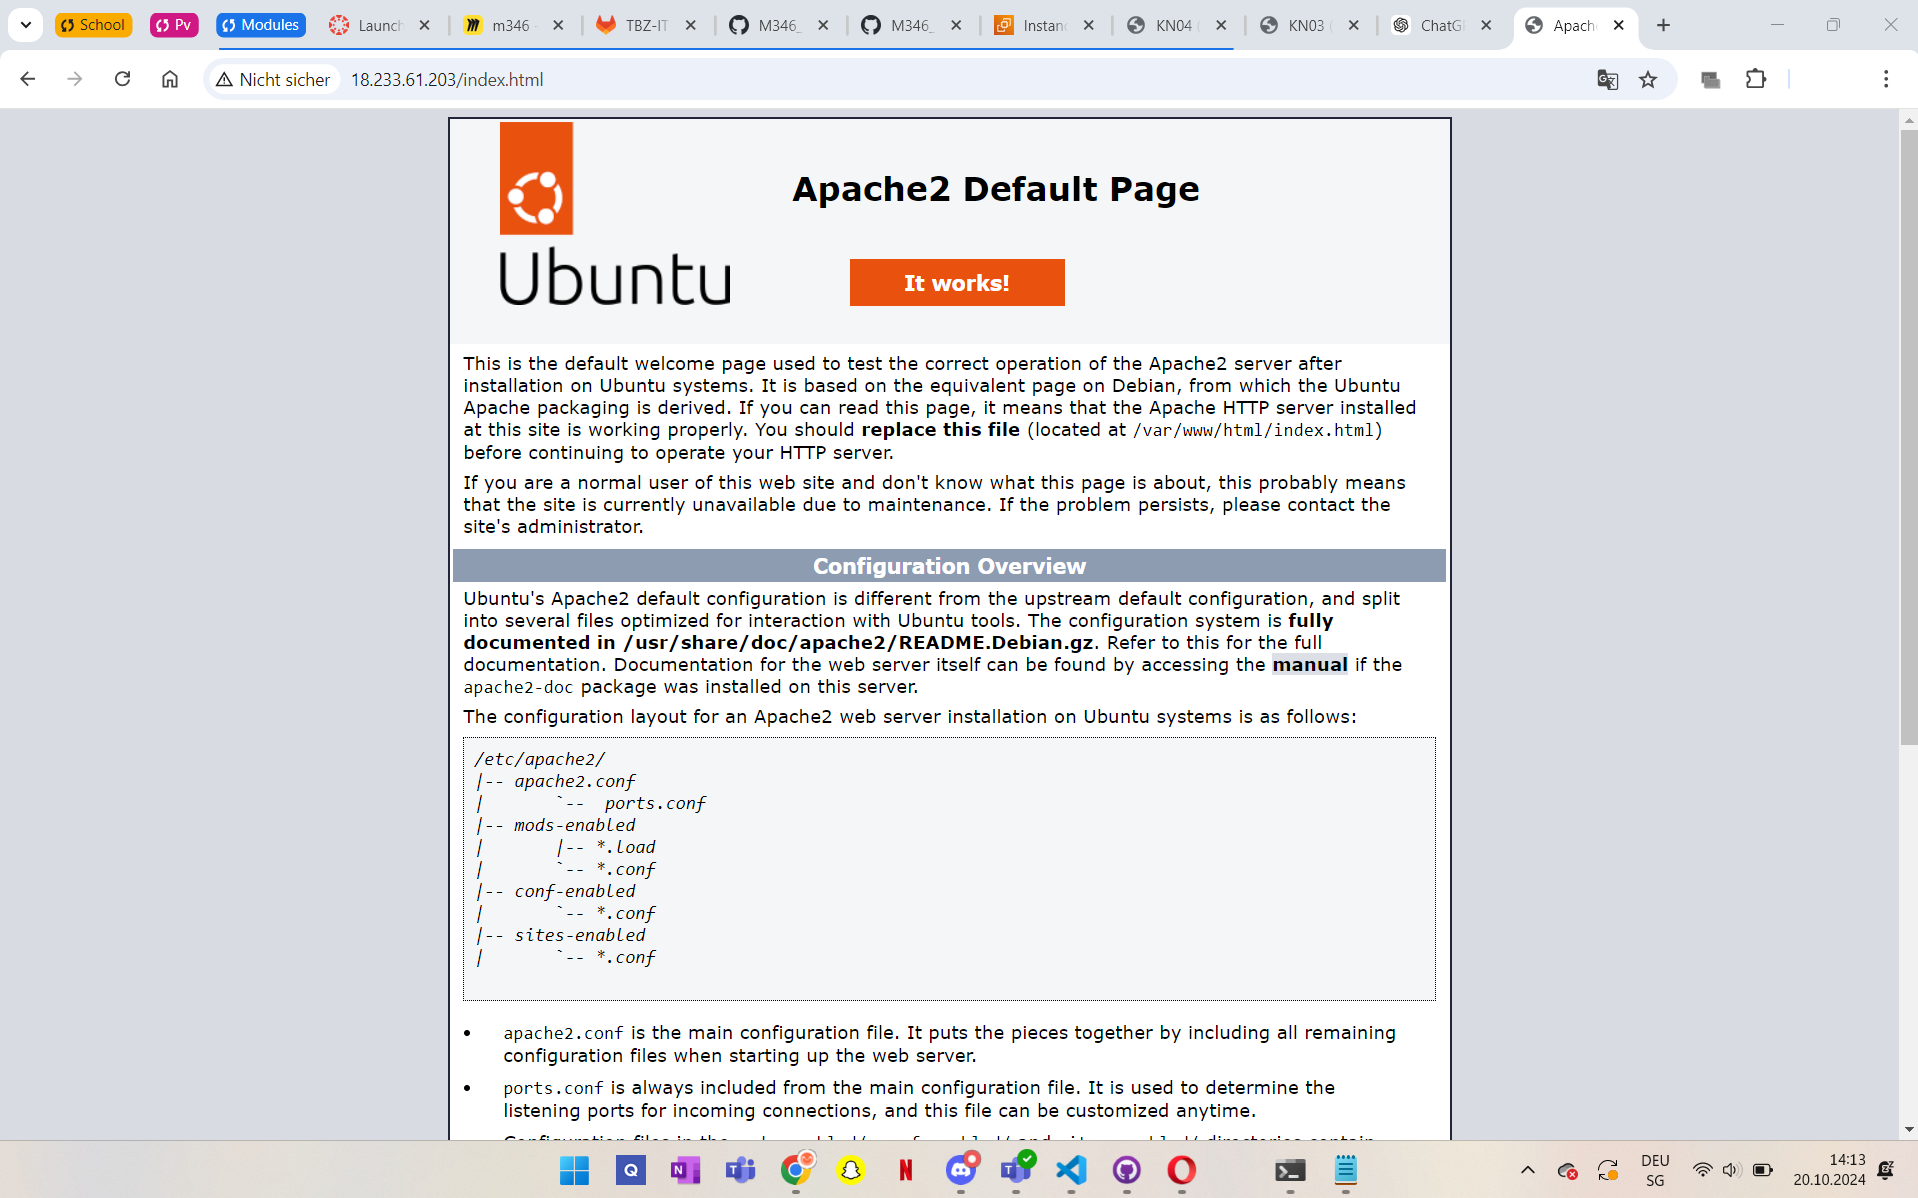 School
Pv
Modules
Launch
m346 -
TBZ-IT
M346_
M346_
Instanc
KN04 (
KN03 (
ChatG
Apach
Nicht sicher 18.233.61.203/index.html
Apache2 Default Page
Ubuntu
It works!
This is the default welcome page used to test the correct operation of the Apache2 server after
installation on Ubuntu systems. It is based on the equivalent page on Debian, from which the Ubuntu
Apache packaging is derived. If you can read this page, it means that the Apache HTTP server installed
at this site is working properly. You should replace this file (located at /var/www/html/index.html)
before continuing to operate your HTTP server.
If you are a normal user of this web site and don't know what this page is about, this probably means
that the site is currently unavailable due to maintenance. If the problem persists, please contact the
site's administrator.
Configuration Overview
Ubuntu's Apache2 default configuration is different from the upstream default configuration, and split
into several files optimized for interaction with Ubuntu tools. The configuration system is fully
documented in /usr/share/doc/apache2/README.Debian.gz. Refer to this for the full
documentation. Documentation for the web server itself can be found by accessing the manual if the
apache2-doc package was installed on this server.
The configuration layout for an Apache2 web server installation on Ubuntu systems is as follows:
/etc/apache2/
|-- apache2.conf
|       `--  ports.conf
|-- mods-enabled
|       |-- *.load
|       `-- *.conf
|-- conf-enabled
|       `-- *.conf
|-- sites-enabled
|       `-- *.conf
• apache2.conf is the main configuration file. It puts the pieces together by including all remaining
configuration files when starting up the web server.
• ports.conf is always included from the main configuration file. It is used to determine the
listening ports for incoming connections, and this file can be customized anytime.
DEU
SG
14:13
20.10.2024